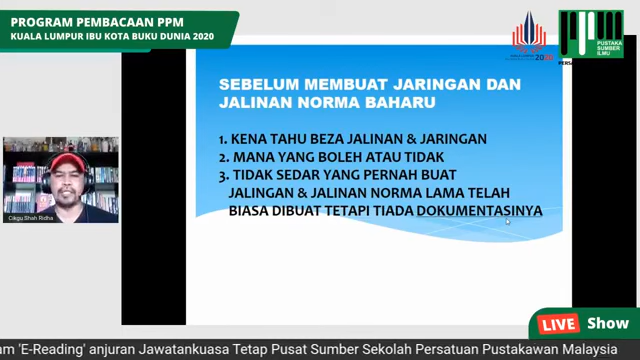 PROGRAM PEMBACAAN PPM
KUALA LUMPUR IBU KOTA BUKU DUNIA 2020
PUSTAKA
SUMBER
ILMU
SEBELUM MEMBUAT JARINGAN DAN
JALINAN NORMA BAHARU
1. KENA TAHU BEZA JALINAN & JARINGAN
2. MANA YANG BOLEH ATAU TIDAK
3. TIDAK SEDAR YANG PERNAH BUAT
JALINGAN & JALINAN NORMA LAMA TELAH
BIASA DIBUAT TETAPI TIADA DOKUMENTASINYA
Cikgu Shah Ridha
LIVE Show
am 'E-Reading' anjuran Jawatankuasa Tetap Pusat Sumber Sekolah Persatuan Pustakawan Malaysia